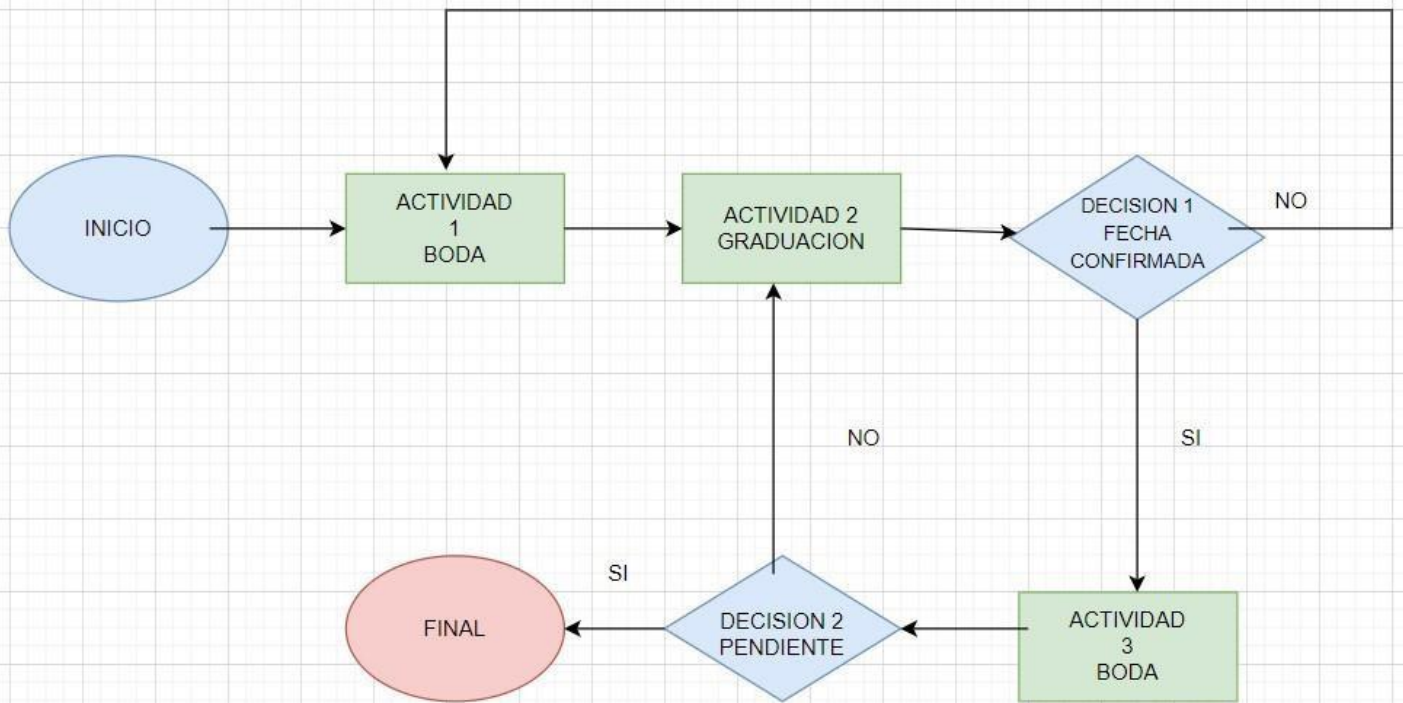 INICIO
ACTIVIDAD
1
BODA
ACTIVIDAD 2
GRADUACION
DECISION 1
FECHA
CONFIRMADA
NO
NO
SI
SI
FINAL
DECISION 2
PENDIENTE
ACTIVIDAD
3
BODA